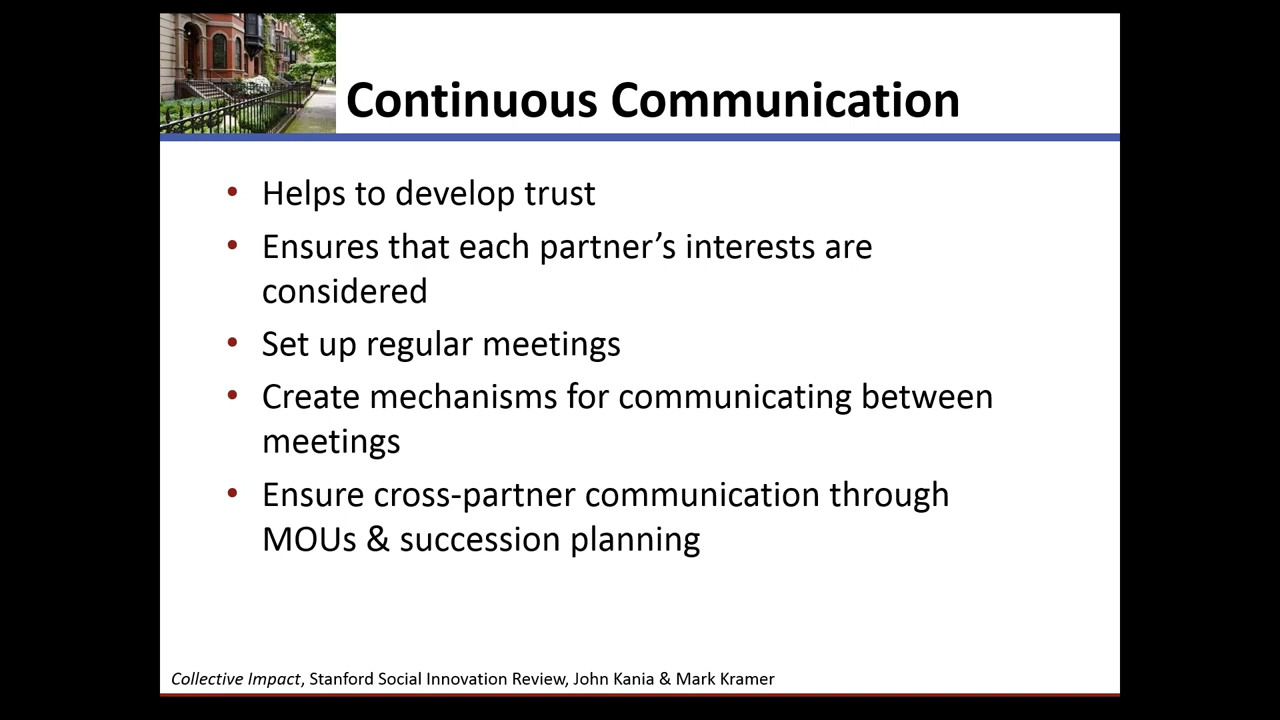 Continuous Communication
• Helps to develop trust
• Ensures that each partner’s interests are
considered
• Set up regular meetings
• Create mechanisms for communicating between
meetings
• Ensure cross-partner communication through
MOUs & succession planning
Collective Impact, Stanford Social Innovation Review, John Kania & Mark Kramer